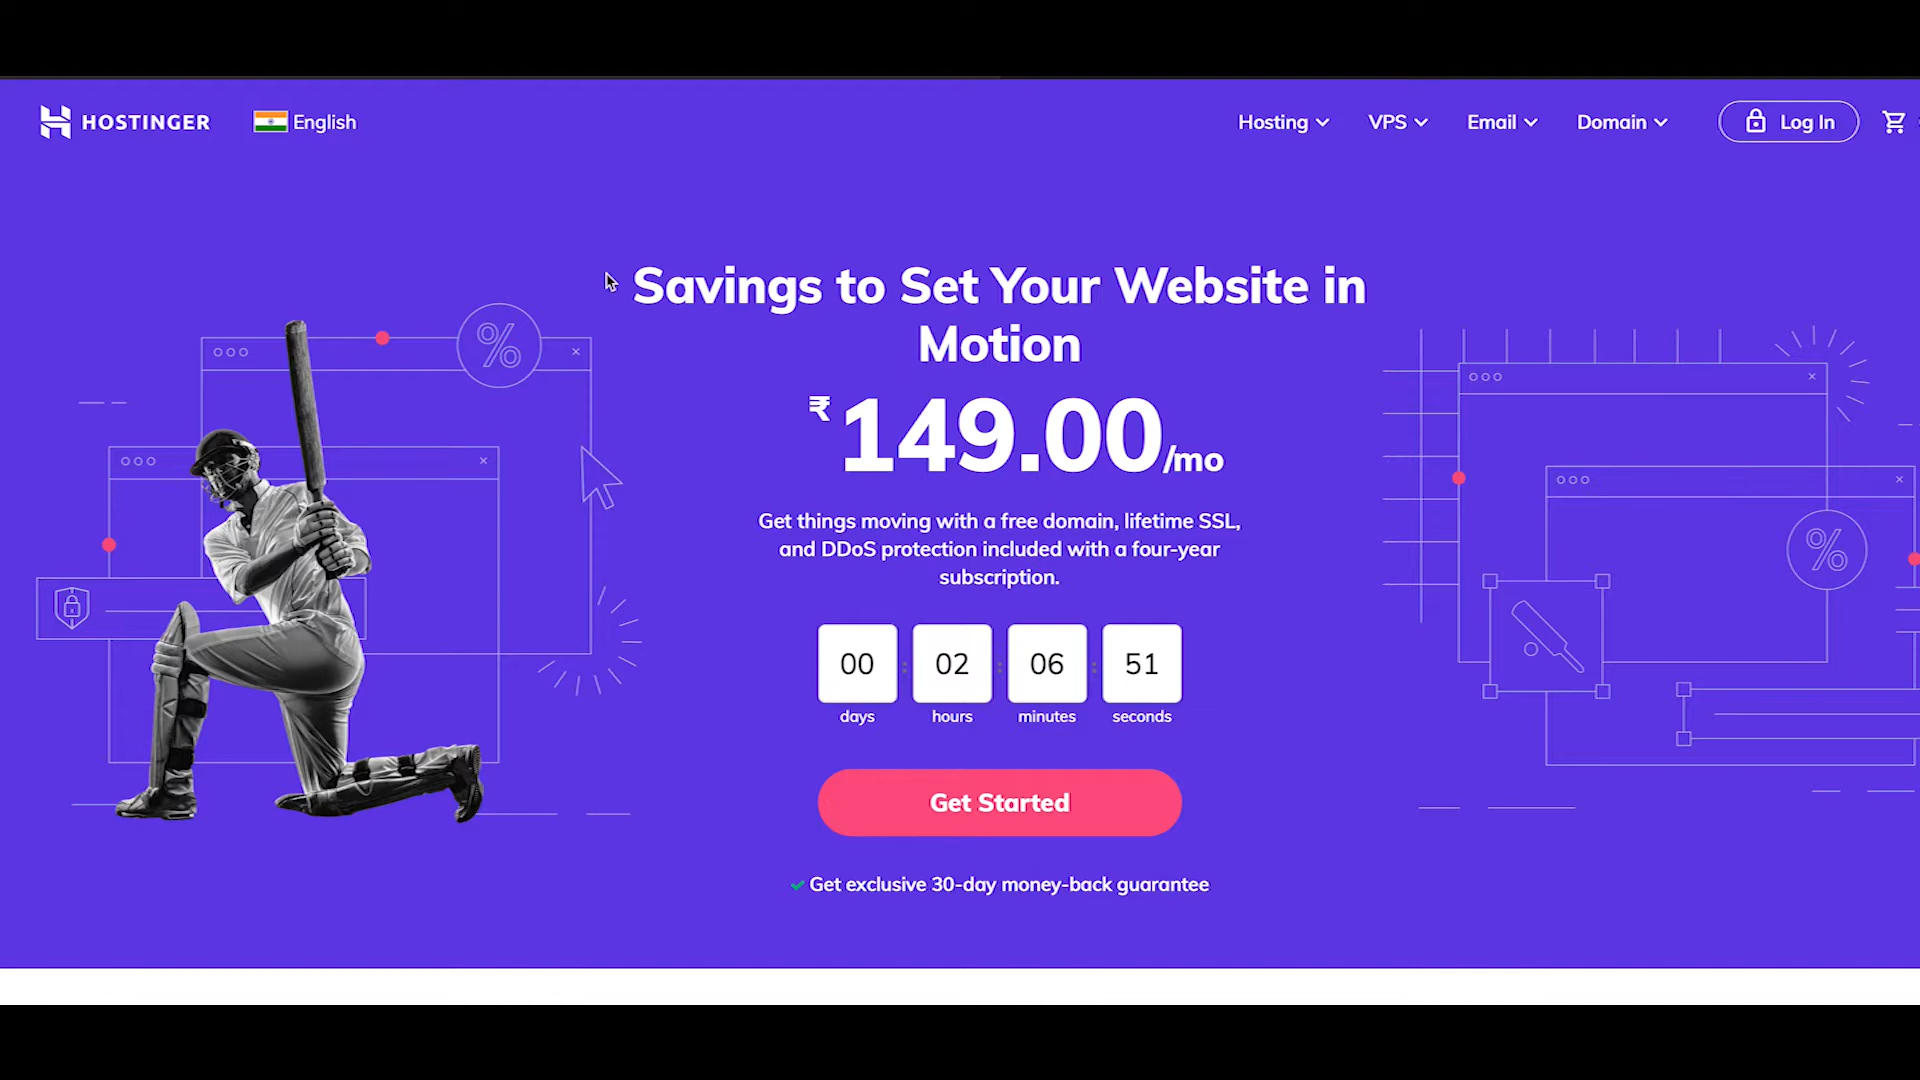 HOSTINGER
English
Hosting
VPS
Email
Domain
Log In
Savings to Set Your Website in
Motion
₹149.00/mo
Get things moving with a free domain, lifetime SSL,
and DDoS protection included with a four-year
subscription.
00 : 02 : 06 : 51
days hours minutes seconds
Get Started
Get exclusive 30-day money-back guarantee